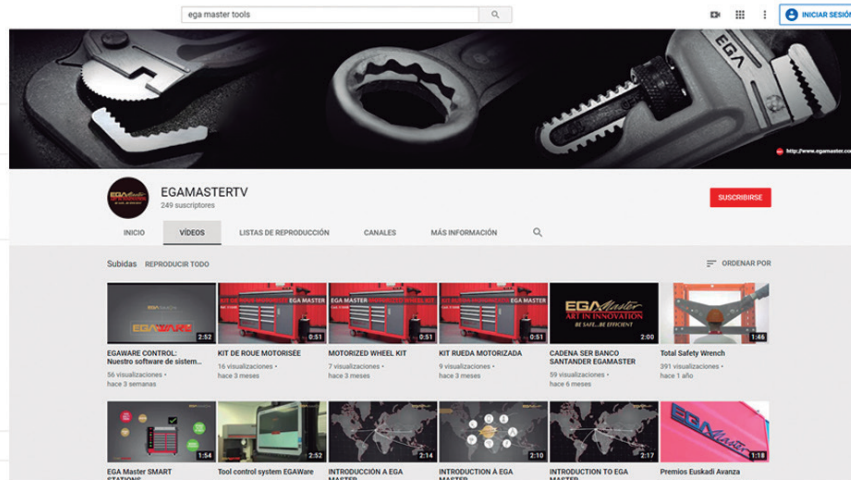 ega master tools
INICIAR SESIÓN
EGA
http://www.egamaster.com
EGAMASTERTV
249 suscriptores
SUSCRIBIRSE
INICIO
VÍDEOS
LISTAS DE REPRODUCCIÓN
CANALES
MÁS INFORMACIÓN
Subidas REPRODUCIR TODO
ORDENAR POR
EGAWARE
2:52
EGA MASTER
0:51
EGA MASTER
0:51
EGA MASTER
0:51
EGA Master
ART IN INNOVATION
BE SAFE...BE EFFICIENT
2:00
1:46
EGAWARE CONTROL:
Nuestro software de sistem...
56 visualizaciones •
hace 3 semanas
KIT DE ROUE MOTORISÉE
16 visualizaciones •
hace 3 meses
MOTORIZED WHEEL KIT
7 visualizaciones •
hace 3 meses
KIT RUEDA MOTORIZADA
9 visualizaciones •
hace 3 meses
CADENA SER BANCO
SANTANDER EGAMASTER
59 visualizaciones •
hace 6 meses
Total Safety Wrench
391 visualizaciones •
hace 1 año
1:54
2:52
2:14
2:10
2:17
EGA Master
1:18
EGA Master SMART
STATIONS
Tool control system EGAWare
INTRODUCCIÓN A EGA
MASTER
INTRODUCTION À EGA
MASTER
INTRODUCTION TO EGA
MASTER
Premios Euskadi Avanza